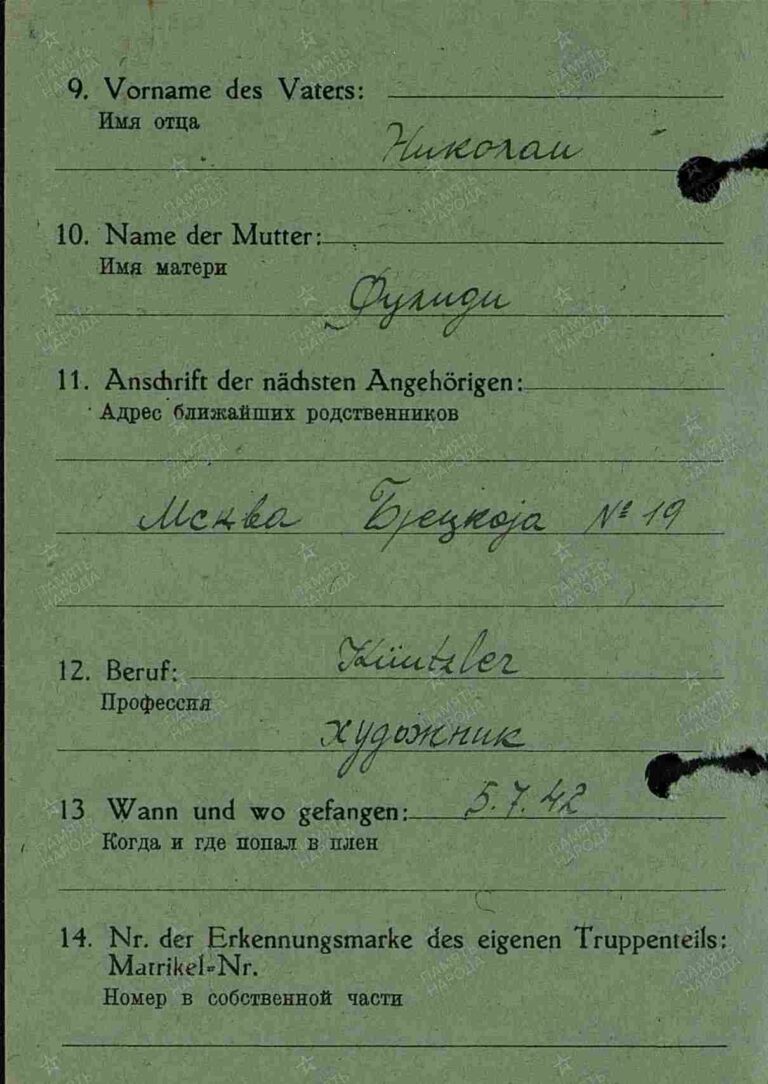 9. Vorname des Vaters:
Имя отца
Николаи
10. Name der Mutter:
Имя матери
Фулиди
11. Anschrift der nächsten Angehörigen:
Адрес ближайших родственников
Мсква № 19
12. Beruf: Küntzler
Профессия
художник
13 Wann und wo gefangen: 5.7.42
Когда и где попал в плен
14. Nr. der Erkennungsmarke des eigenen Truppenteils:
Matrikel-Nr.
Номер в собственной части